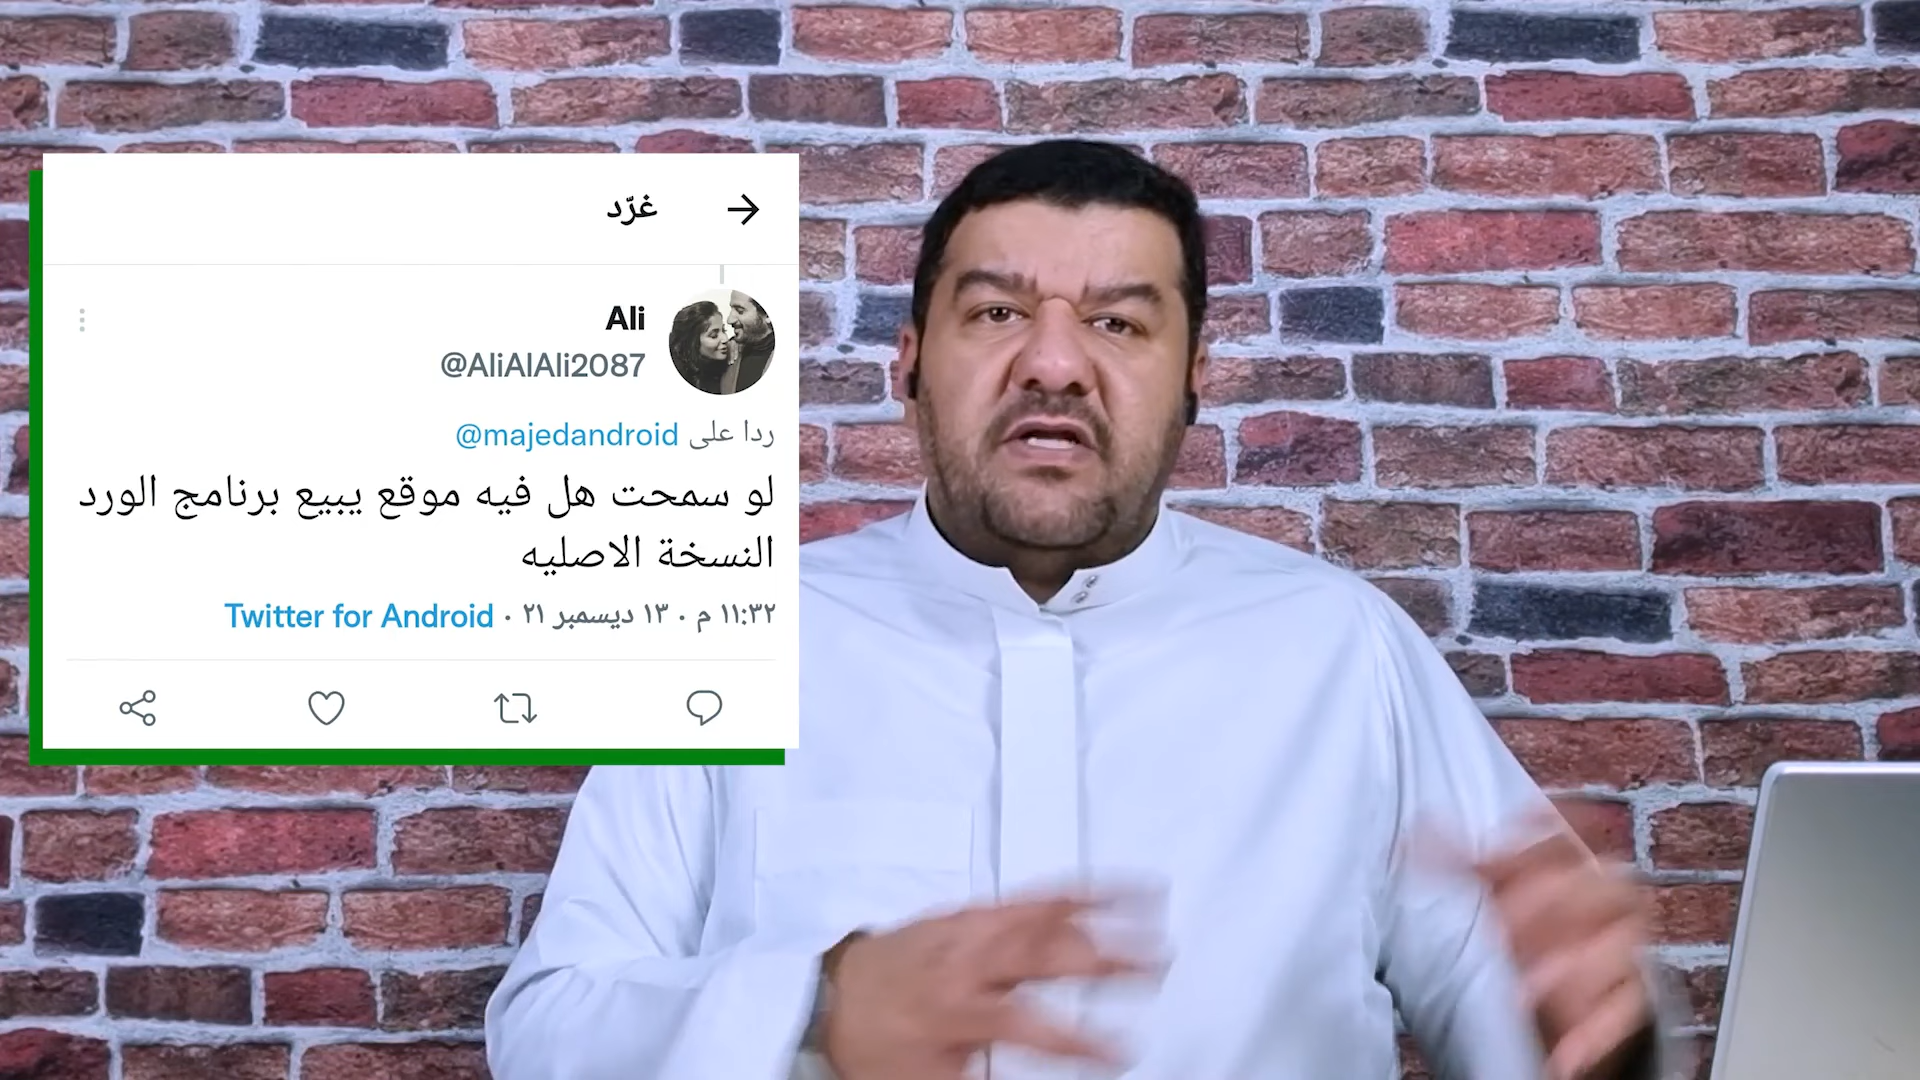 غرّد
Ali
@AliAlAli2087
ردا على @majedandroid
لو سمحت هل فيه موقع يبيع برنامج الورد
النسخة الاصليه
١١:٣٢ م · ١٣ ديسمبر ٢١ · Twitter for Android